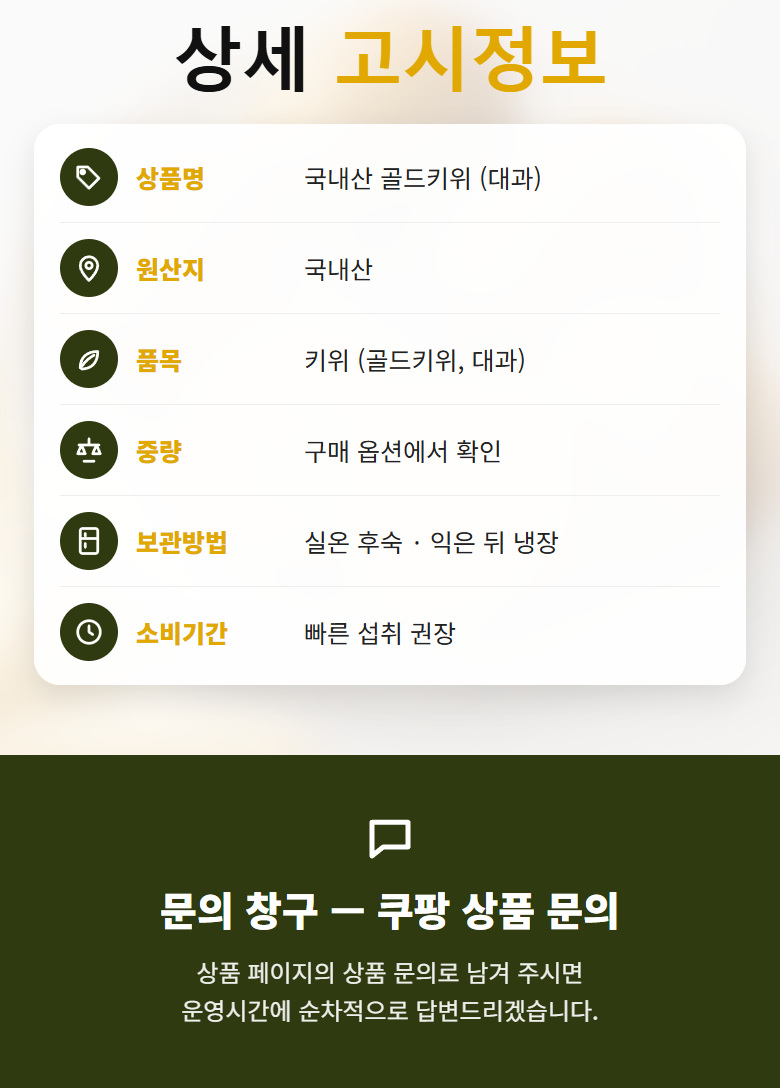 상세 고시정보
상품명 국내산 골드키위 (대과)
원산지 국내산
품목 키위 (골드키위, 대과)
중량 구매 옵션에서 확인
보관방법 실온 후숙 · 익은 뒤 냉장
소비기간 빠른 섭취 권장
문의 창구 — 쿠팡 상품 문의
상품 페이지의 상품 문의로 남겨 주시면
운영시간에 순차적으로 답변드리겠습니다.